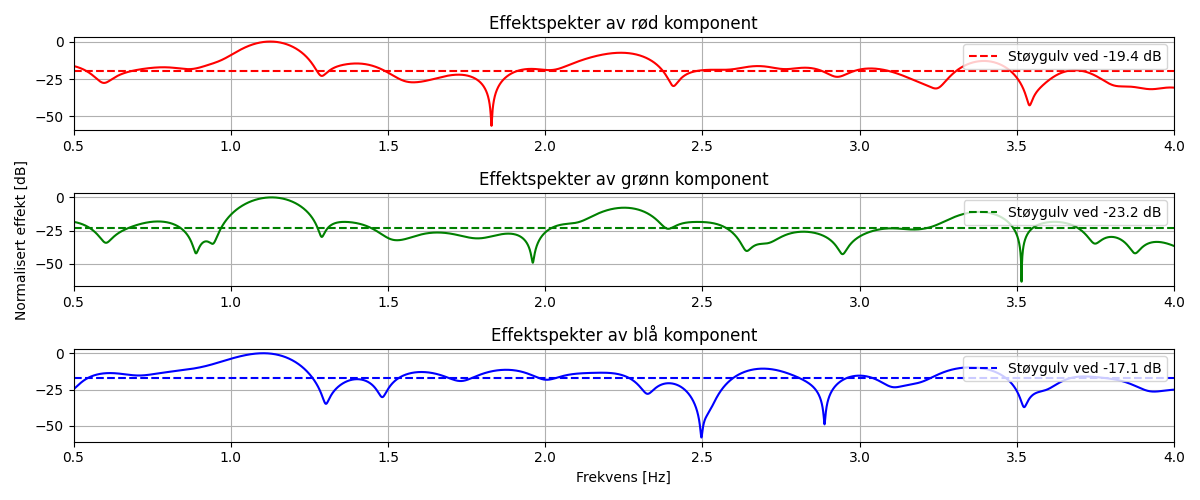 Effektspekter av rød komponent
0
−25
−50
Støygulv ved -19.4 dB
0.5 1.0 1.5 2.0 2.5 3.0 3.5 4.0
Effektspekter av grønn komponent
Normalisert effekt [dB]
0
−25
−50
Støygulv ved -23.2 dB
0.5 1.0 1.5 2.0 2.5 3.0 3.5 4.0
Effektspekter av blå komponent
0
−25
−50
Støygulv ved -17.1 dB
0.5 1.0 1.5 2.0 2.5 3.0 3.5 4.0
Frekvens [Hz]